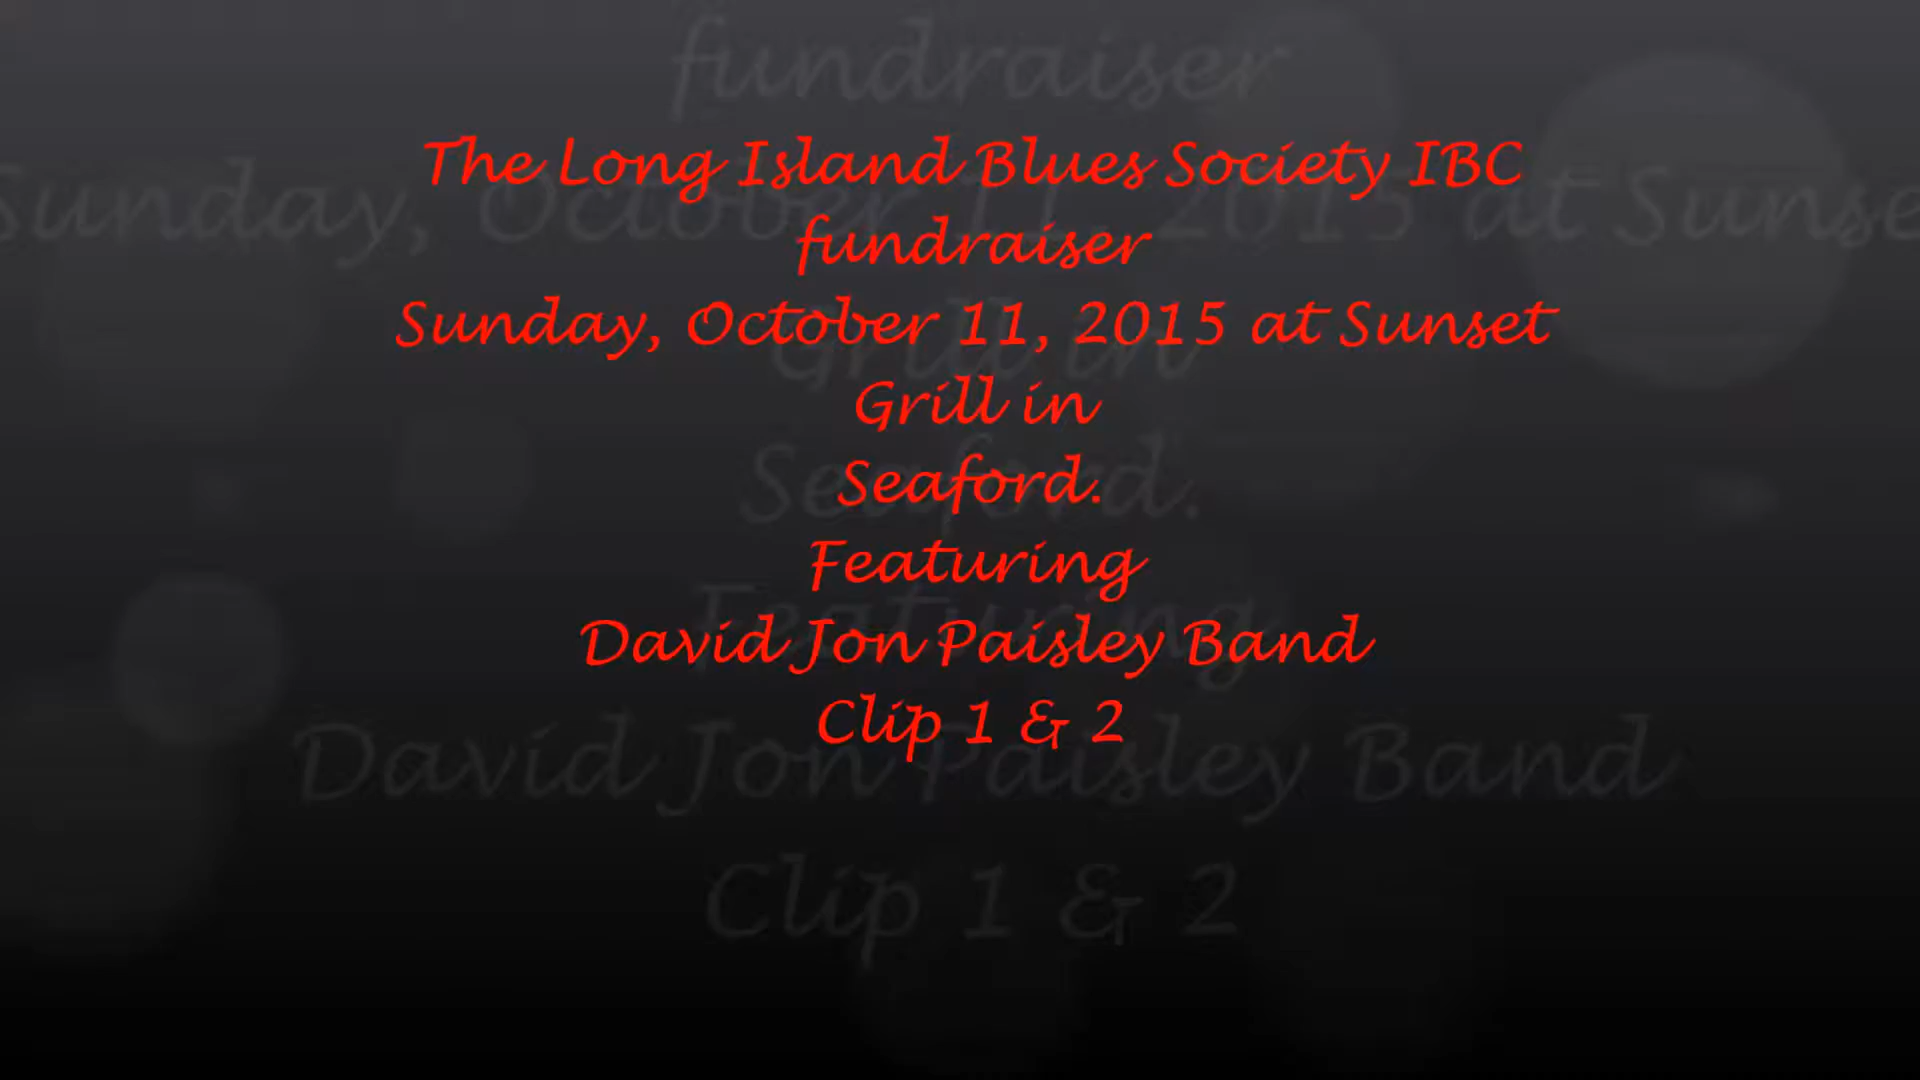 The Long Island Blues Society IBC
fundraiser
Sunday, October 11, 2015 at Sunset
Grill in
Seaford.
Featuring
David Jon Paisley Band
Clip 1 & 2